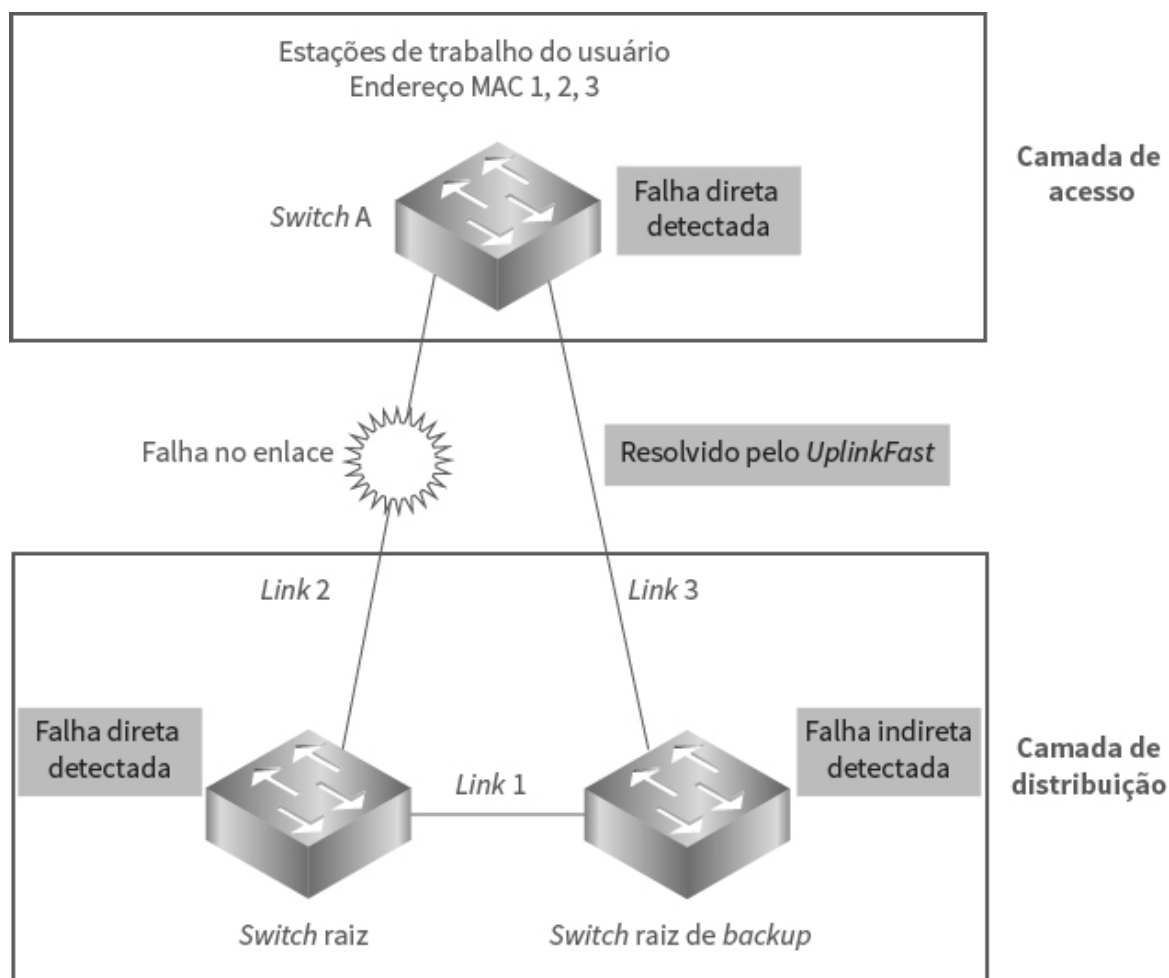 Estações de trabalho do usuário
Endereço MAC 1, 2, 3
Camada de
acesso
Switch A
Falha direta
detectada
Falha no enlace
Resolvido pelo UplinkFast
Link 2
Link 3
Falha direta
detectada
Link 1
Falha indireta
detectada
Camada de
distribuição
Switch raiz
Switch raiz de backup